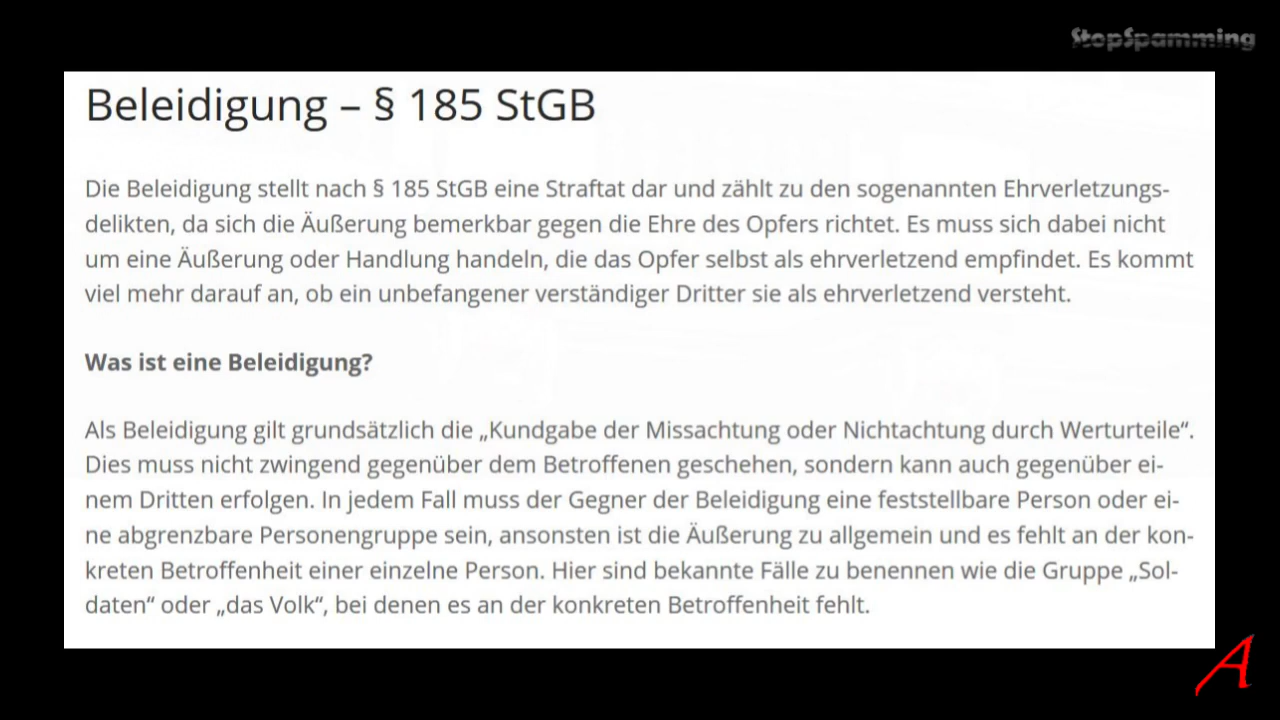 StopSpamming
Beleidigung – § 185 StGB
Die Beleidigung stellt nach § 185 StGB eine Straftat dar und zählt zu den sogenannten Ehrverletzungs-
delikten, da sich die Äußerung bemerkbar gegen die Ehre des Opfers richtet. Es muss sich dabei nicht
um eine Äußerung oder Handlung handeln, die das Opfer selbst als ehrverletzend empfindet. Es kommt
viel mehr darauf an, ob ein unbefangener verständiger Dritter sie als ehrverletzend versteht.
Was ist eine Beleidigung?
Als Beleidigung gilt grundsätzlich die „Kundgabe der Missachtung oder Nichtachtung durch Werturteile“.
Dies muss nicht zwingend gegenüber dem Betroffenen geschehen, sondern kann auch gegenüber ei-
nem Dritten erfolgen. In jedem Fall muss der Gegner der Beleidigung eine feststellbare Person oder ei-
ne abgrenzbare Personengruppe sein, ansonsten ist die Äußerung zu allgemein und es fehlt an der kon-
kreten Betroffenheit einer einzelne Person. Hier sind bekannte Fälle zu benennen wie die Gruppe „Sol-
daten“ oder „das Volk“, bei denen es an der konkreten Betroffenheit fehlt.
A